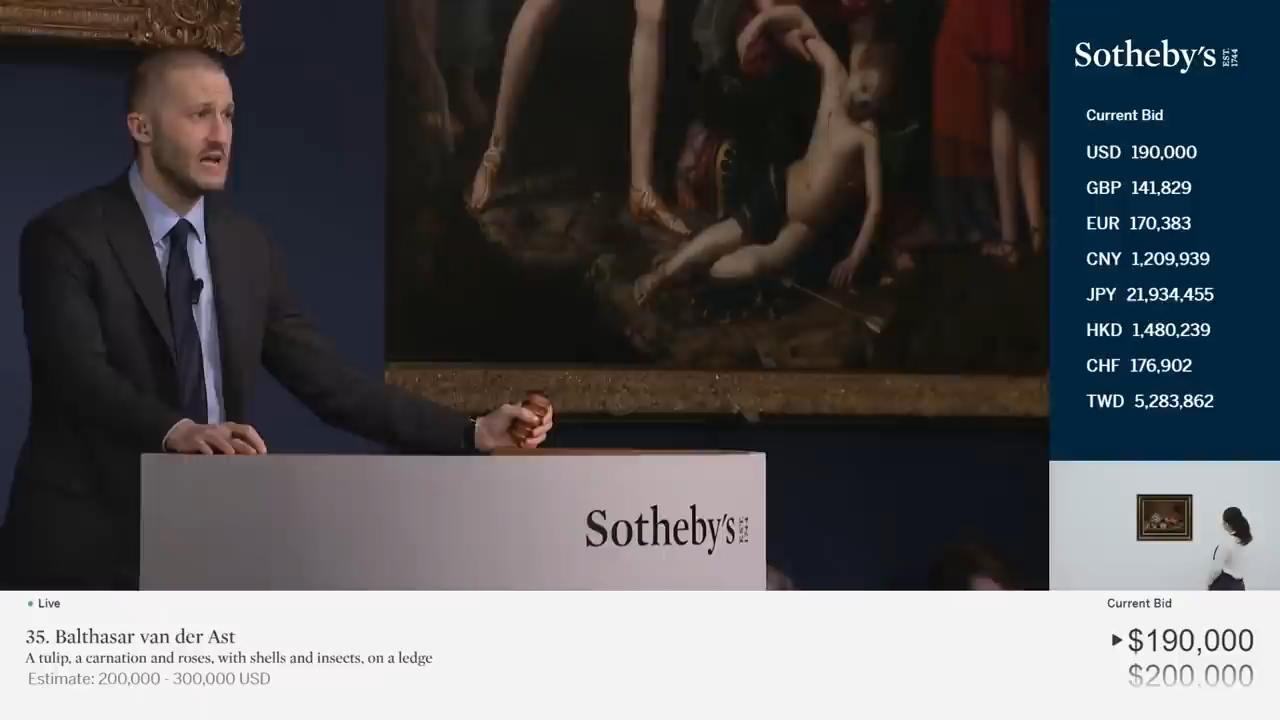 Sotheby's EST. 1744
Current Bid
USD 190,000
GBP 141,829
EUR 170,383
CNY 1,209,939
JPY 21,934,455
HKD 1,480,239
CHF 176,902
TWD 5,283,862
Sotheby's EST. 1744
Live
35. Balthasar van der Ast
A tulip, a carnation and roses, with shells and insects, on a ledge
Estimate: 200,000 - 300,000 USD
Current Bid
$190,000
$200,000